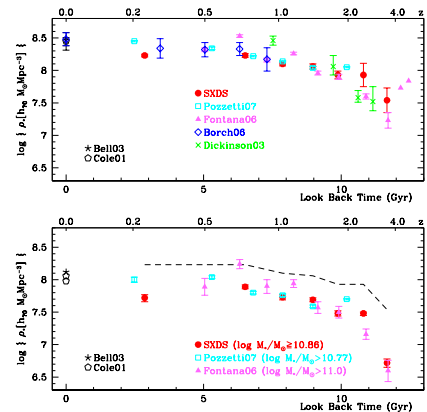 0 0.2 0.5 1.0 2.0 4.0 z
8.5
8
7.5
7
6.5
log { ρ*[h70 M⊙Mpc⁻³] }
SXDS
Pozzetti07
Fontana06
Borch06
Dickinson03
Bell03
Cole01
0.0 5 10
Look Back Time (Gyr)
0 0.2 0.5 1.0 2.0 4.0 z
8.5
8
7.5
7
6.5
log { ρ*[h70 M⊙Mpc⁻³] }
SXDS (log M*/M⊙≥10.86)
Pozzetti07 (log M*/M⊙>10.77)
Fontana06 (log M*/M⊙>11.0)
Bell03
Cole01
0.0 5 10
Look Back Time (Gyr)